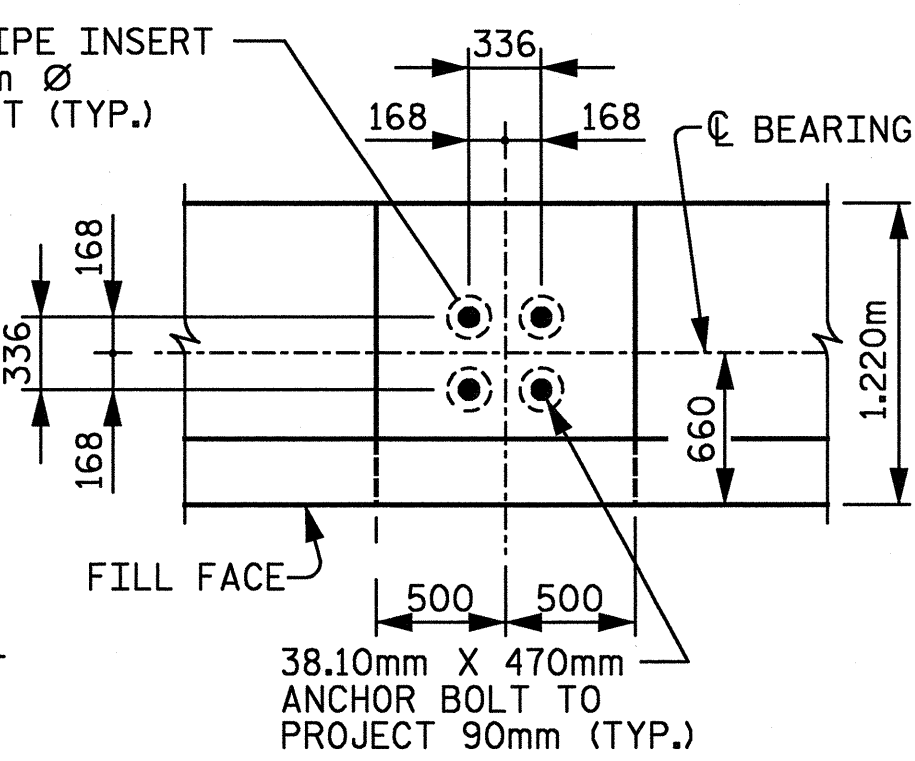 INSERT
Ø
(TYP.)
336
168 168
℄ BEARING
168
336
168
1.220m
660
FILL FACE
500 500
38.10mm X 470mm
ANCHOR BOLT TO
PROJECT 90mm (TYP.)